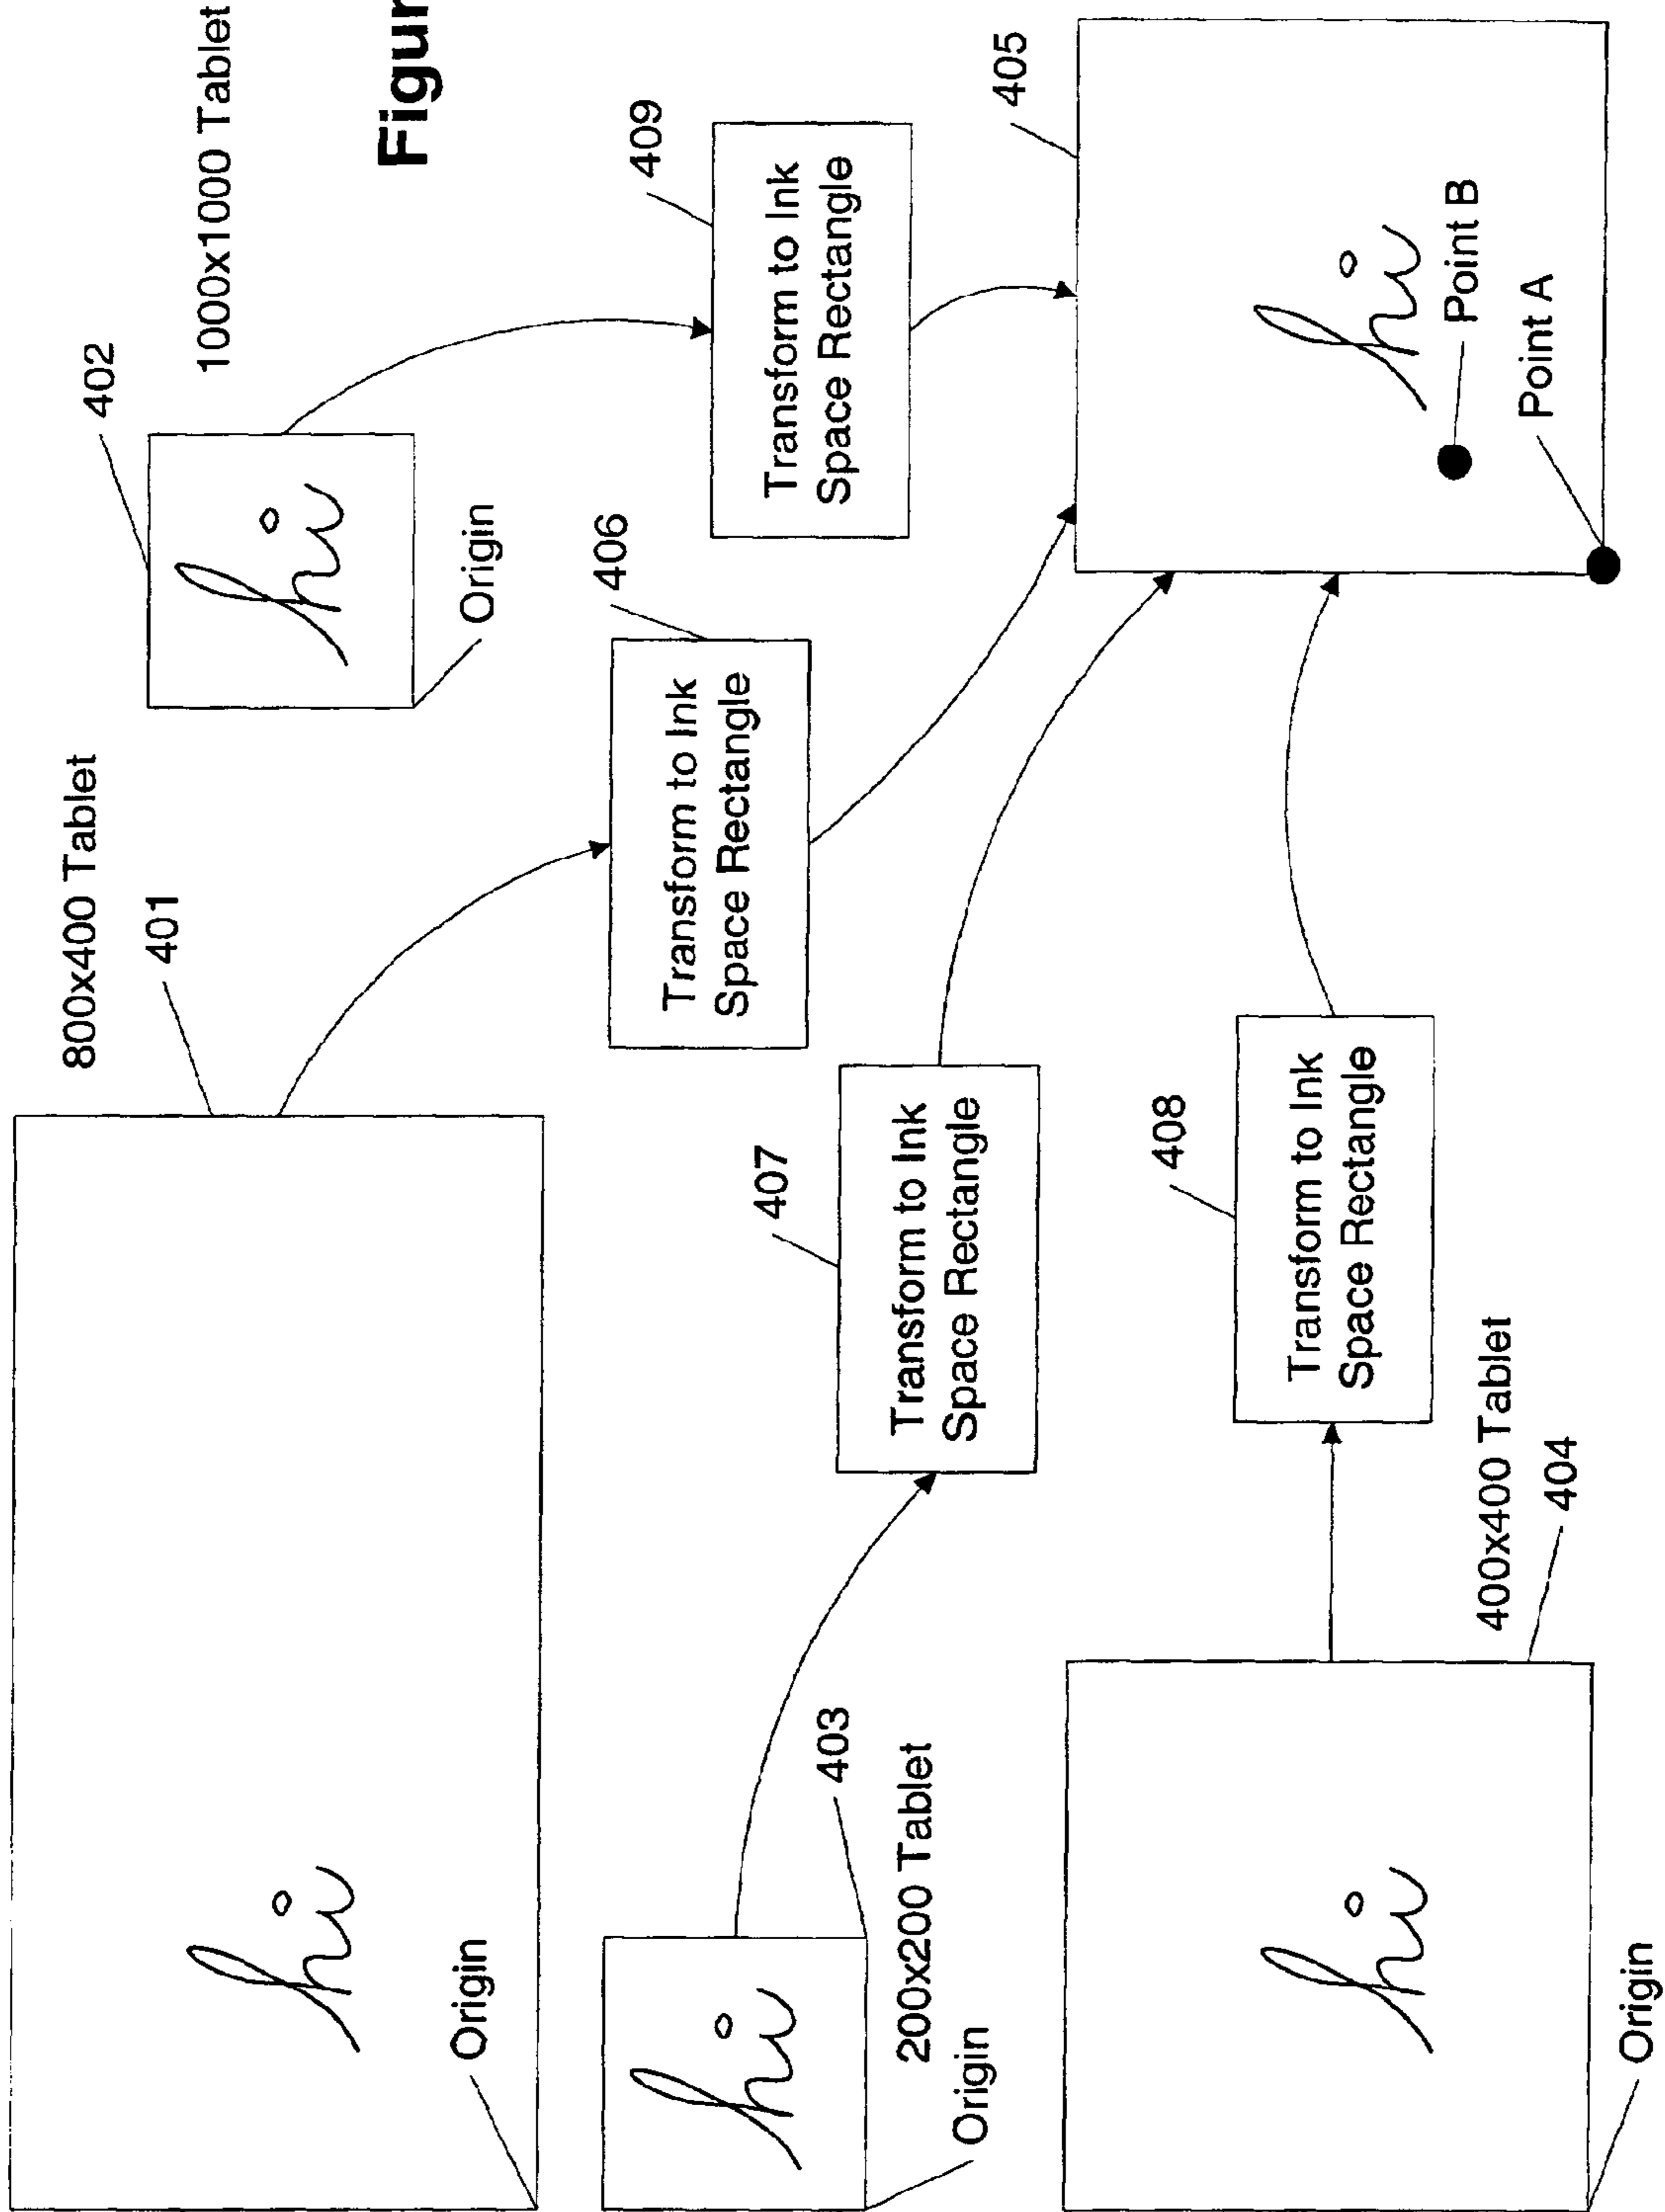 800x400 Tablet
401
hi
Origin
402
1000x1000 Tablet
hi
Origin
Figur
406
Transform to Ink
Space Rectangle
409
Transform to Ink
Space Rectangle
403
hi
200x200 Tablet
Origin
407
Transform to Ink
Space Rectangle
405
hi
Point B
Point A
408
Transform to Ink
Space Rectangle
400x400 Tablet
404
hi
Origin